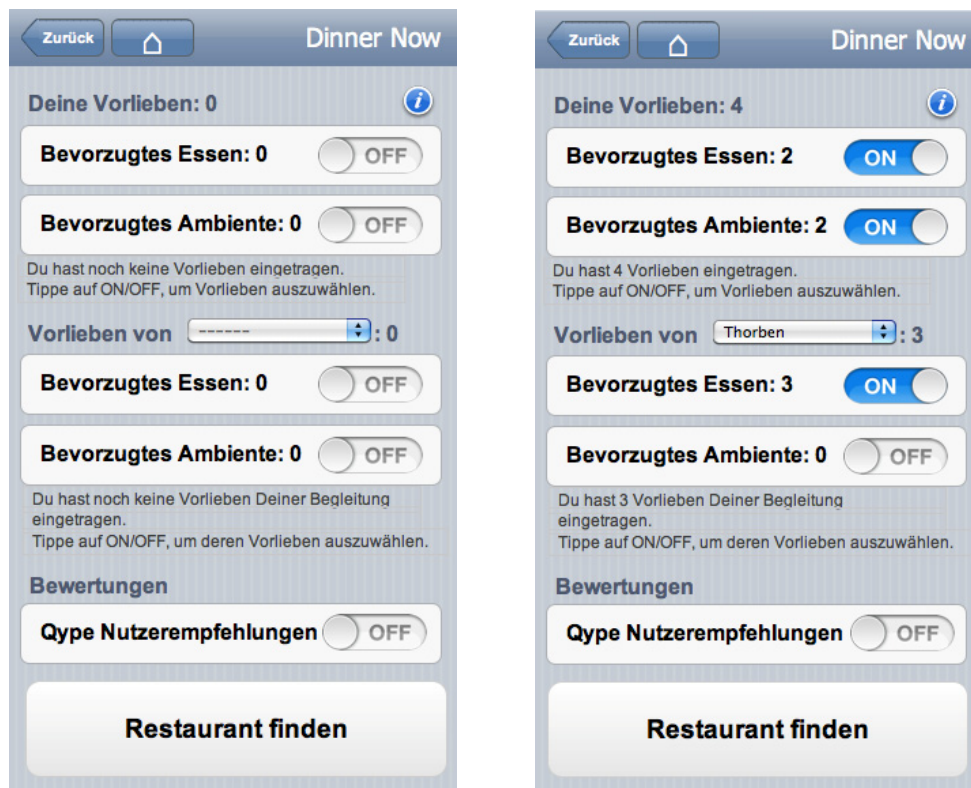 Zurück
Dinner Now
Deine Vorlieben: 0
Bevorzugtes Essen: 0 OFF
Bevorzugtes Ambiente: 0 OFF
Du hast noch keine Vorlieben eingetragen.
Tippe auf ON/OFF, um Vorlieben auszuwählen.
Vorlieben von ------ : 0
Bevorzugtes Essen: 0 OFF
Bevorzugtes Ambiente: 0 OFF
Du hast noch keine Vorlieben Deiner Begleitung
eingetragen.
Tippe auf ON/OFF, um deren Vorlieben auszuwählen.
Bewertungen
Qype Nutzerempfehlungen OFF
Restaurant finden
Zurück
Dinner Now
Deine Vorlieben: 4
Bevorzugtes Essen: 2 ON
Bevorzugtes Ambiente: 2 ON
Du hast 4 Vorlieben eingetragen.
Tippe auf ON/OFF, um Vorlieben auszuwählen.
Vorlieben von Thorben : 3
Bevorzugtes Essen: 3 ON
Bevorzugtes Ambiente: 0 OFF
Du hast 3 Vorlieben Deiner Begleitung
eingetragen.
Tippe auf ON/OFF, um deren Vorlieben auszuwählen.
Bewertungen
Qype Nutzerempfehlungen OFF
Restaurant finden